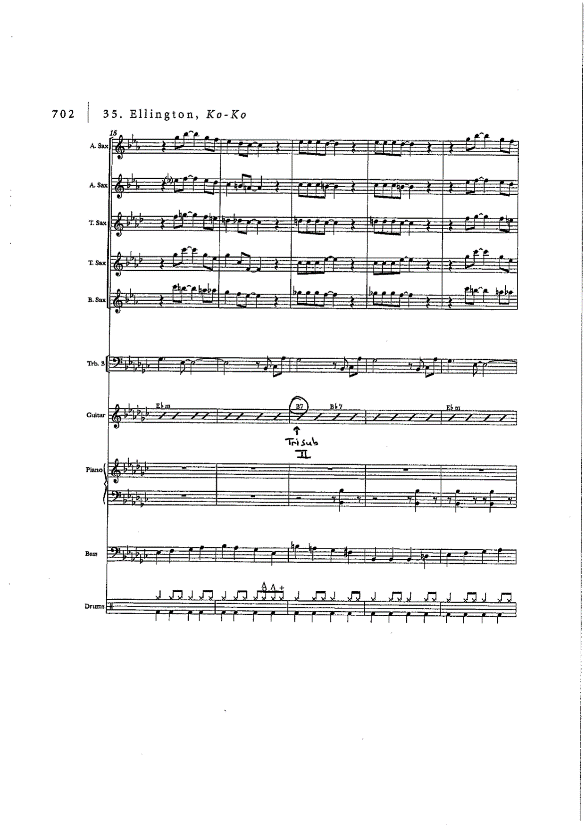 702 35. Ellington, Ko-Ko
18
A. Sax
A. Sax
T. Sax
T. Sax
B. Sax
Trb. 3
E♭m B7 B♭7 E♭m
Guitar
Tri sub
II
Piano
Bass
Drums